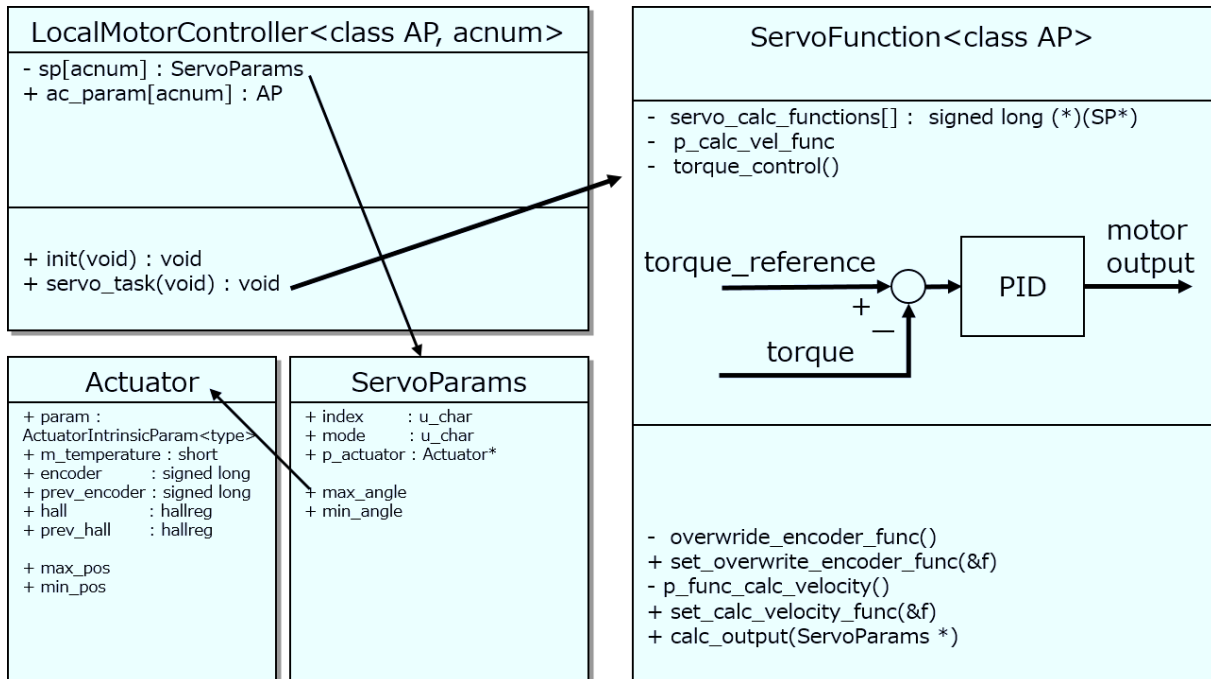 LocalMotorController<class AP, acnum>
- sp[acnum] : ServoParams
+ ac_param[acnum] : AP
+ init(void) : void
+ servo_task(void) : void
Actuator
+ param :
ActuatorIntrinsicParam<type>
+ m_temperature : short
+ encoder : signed long
+ prev_encoder : signed long
+ hall : hallreg
+ prev_hall : hallreg
+ max_pos
+ min_pos
ServoParams
+ index : u_char
+ mode : u_char
+ p_actuator : Actuator*
+ max_angle
+ min_angle
ServoFunction<class AP>
- servo_calc_functions[] : signed long (*)(SP*)
- p_calc_vel_func
- torque_control()
torque_reference
+
−
torque
PID
motor
output
- overwride_encoder_func()
+ set_overwrite_encoder_func(&f)
- p_func_calc_velocity()
+ set_calc_velocity_func(&f)
+ calc_output(ServoParams *)